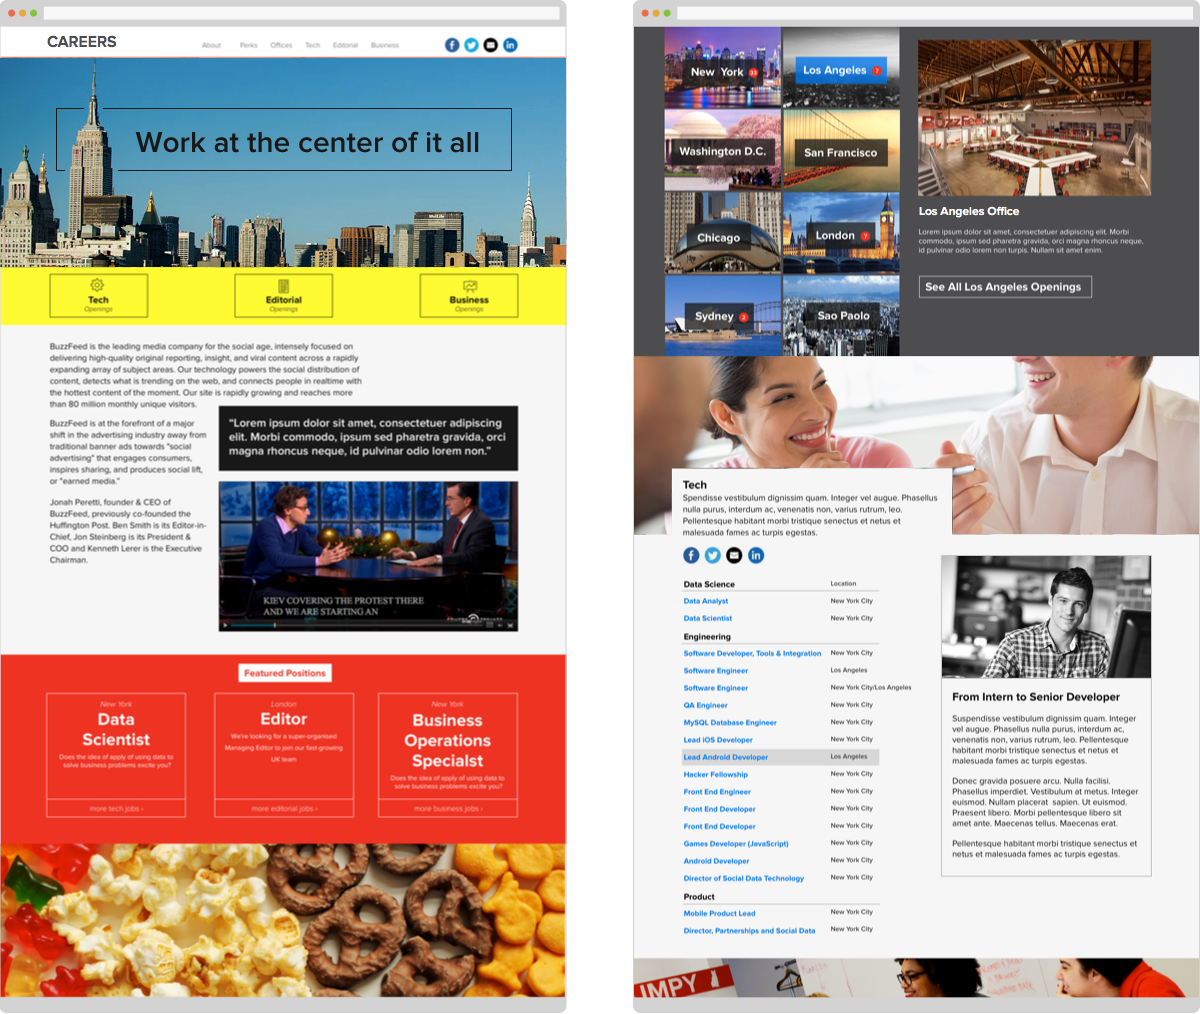 CAREERS
About Perks Offices Tech Editorial Business
Work at the center of it all
Tech
Openings
Editorial
Openings
Business
Openings
BuzzFeed is the leading media company for the social age, intensely focused on
delivering high-quality original reporting, insight, and viral content across a rapidly
expanding array of subject areas. Our technology powers the social distribution of
content, detects what is trending on the web, and connects people in realtime with
the hottest content of the moment. Our site is rapidly growing and reaches more
than 80 million monthly unique visitors.
BuzzFeed is at the forefront of a major
shift in the advertising industry away from
traditional banner ads towards "social
advertising" that engages consumers,
inspires sharing, and produces social lift,
or "earned media."
Jonah Peretti, founder & CEO of
BuzzFeed, previously co-founded the
Huffington Post. Ben Smith is its Editor-in-
Chief, Jon Steinberg is its President &
COO and Kenneth Lerer is the Executive
Chairman.
"Lorem ipsum dolor sit amet, consectetuer adipiscing
elit. Morbi commodo, ipsum sed pharetra gravida, orci
magna rhoncus neque, id pulvinar odio lorem non."
KIEV COVERING THE PROTEST THERE
AND WE ARE STARTING AN
Featured Positions
New York
Data
Scientist
Does the idea of apply of using data to
solve business problems excite you?
more tech jobs ›
London
Editor
We're looking for a super-organised
Managing Editor to join our fast-growing
UK team
more editorial jobs ›
New York
Business
Operations
Specialst
Does the idea of apply of using data to
solve business problems excite you?
more business jobs ›
New York 33
Los Angeles 7
Washington D.C.
San Francisco
Chicago
London 7
Sydney 2
Sao Paolo
BuzzFeed
Los Angeles Office
Lorem ipsum dolor sit amet, consectetuer adipiscing elit. Morbi
commodo, ipsum sed pharetra gravida, orci magna rhoncus neque,
id pulvinar odio lorem non turpis. Nullam sit amet enim.
See All Los Angeles Openings
Tech
Spendisse vestibulum dignissim quam. Integer vel augue. Phasellus
nulla purus, interdum ac, venenatis non, varius rutrum, leo.
Pellentesque habitant morbi tristique senectus et netus et
malesuada fames ac turpis egestas.
Data Science Location
Data Analyst New York City
Data Scientist New York City
Engineering
Software Developer, Tools & Integration New York City
Software Engineer Los Angeles
Software Engineer New York City/Los Angeles
QA Engineer New York City
MySQL Database Engineer New York City
Lead iOS Developer New York City
Lead Android Developer Los Angeles
Hacker Fellowship New York City
Front End Engineer New York City
Front End Developer New York City
Front End Developer New York City
Games Developer (JavaScript) New York City
Android Developer New York City
Director of Social Data Technology New York City
Product
Mobile Product Lead New York City
Director, Partnerships and Social Data New York City
From Intern to Senior Developer
Suspendisse vestibulum dignissim quam. Integer
vel augue. Phasellus nulla purus, interdum ac,
venenatis non, varius rutrum, leo. Pellentesque
habitant morbi tristique senectus et netus et
malesuada fames ac turpis egestas.
Donec gravida posuere arcu. Nulla facilisi.
Phasellus imperdiet. Vestibulum at metus. Integer
euismod. Nullam placerat sapien. Ut euismod.
Praesent libero. Morbi pellentesque libero sit
amet ante. Maecenas tellus. Maecenas erat.
Pellentesque habitant morbi tristique senectus et
netus et malesuada fames ac turpis egestas.
IMPY